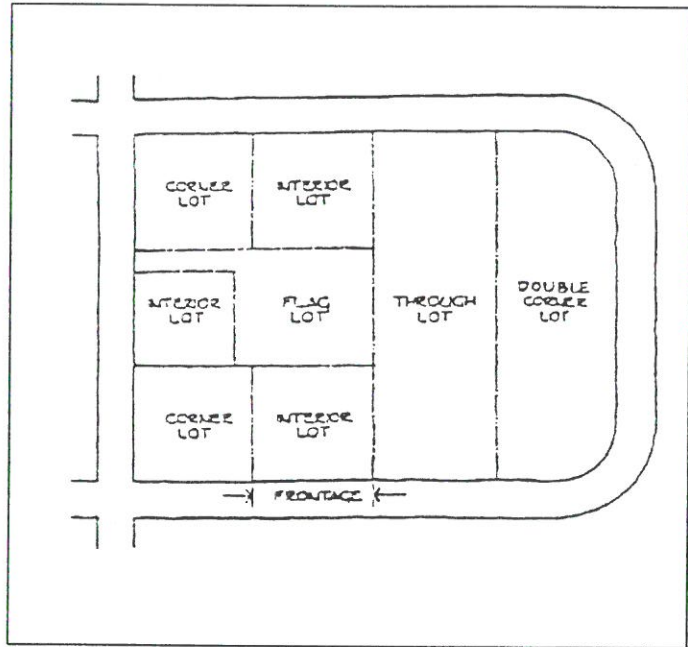 CORNER
LOT
INTERIOR
LOT
INTERIOR
LOT
FLAG
LOT
THROUGH
LOT
DOUBLE
CORNER
LOT
CORNER
LOT
INTERIOR
LOT
FRONTAGE